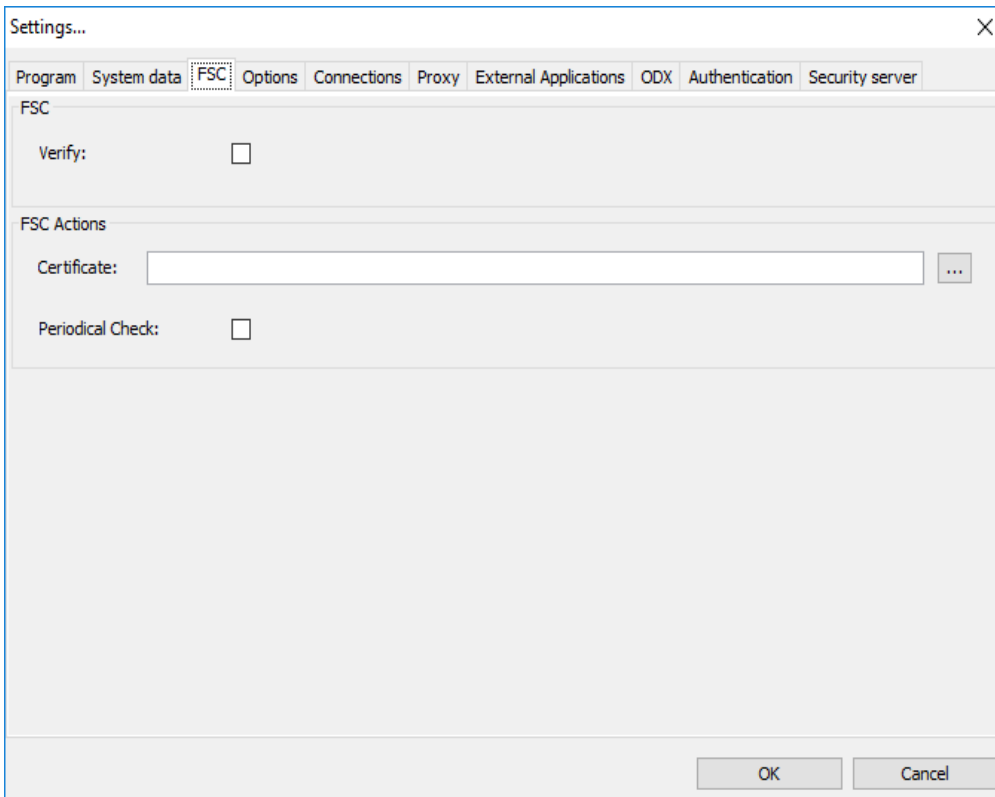 Settings...
Program System data FSC Options Connections Proxy External Applications ODX Authentication Security server
FSC
Verify:
FSC Actions
Certificate: ...
Periodical Check:
OK Cancel